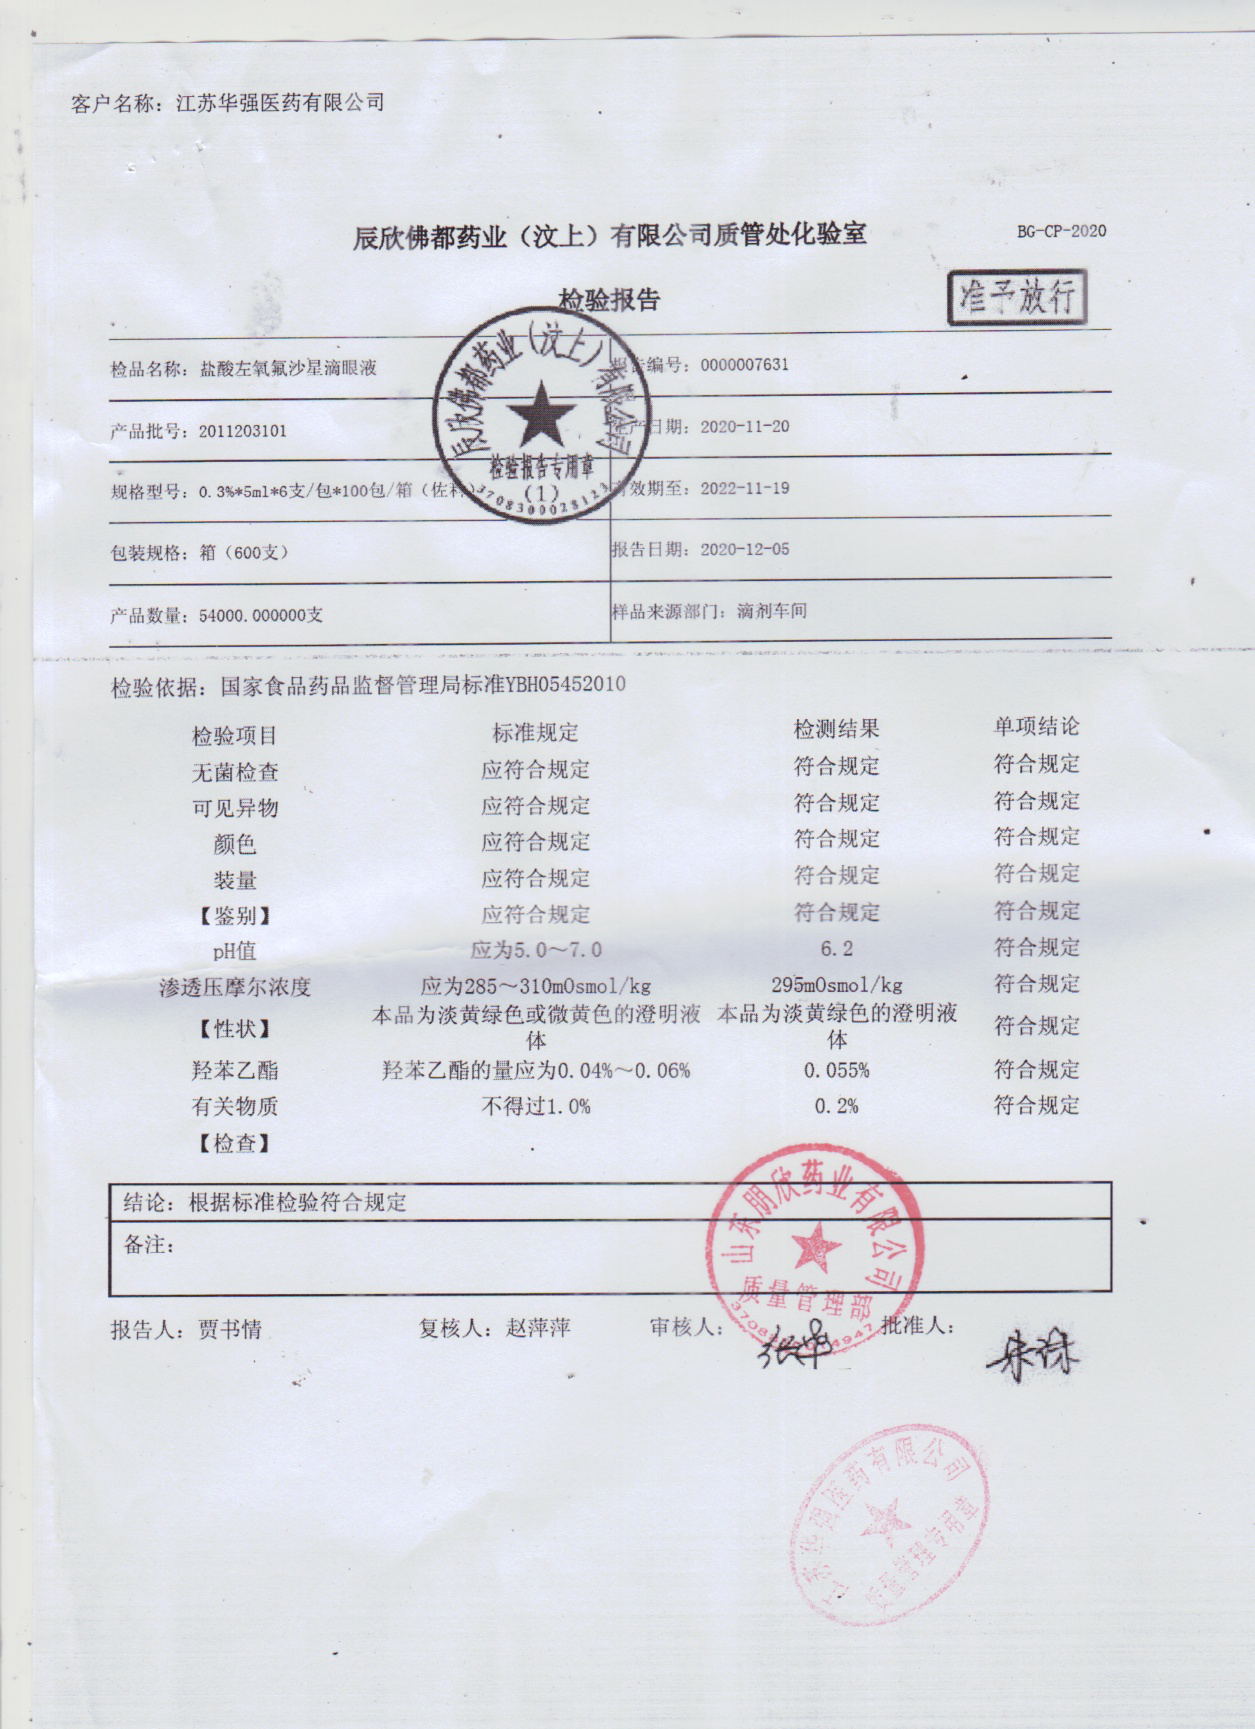 客户名称：江苏华强医药有限公司
辰欣佛都药业（汶上）有限公司质管处化验室
BG-CP-2020
检验报告
准予放行
检品名称：盐酸左氧氟沙星滴眼液 报告编号：0000007631
产品批号：2011203101 生产日期：2020-11-20
规格型号：0.3%*5ml*6支/包*100包/箱（佐 有效期至：2022-11-19
包装规格：箱（600支） 报告日期：2020-12-05
产品数量：54000.000000支 样品来源部门：滴剂车间
辰欣佛都药业（汶上）有限公司
检验报告专用章
（1）
3708300028123
检验依据：国家食品药品监督管理局标准YBH05452010
检验项目 标准规定 检测结果 单项结论
无菌检查 应符合规定 符合规定 符合规定
可见异物 应符合规定 符合规定 符合规定
颜色 应符合规定 符合规定 符合规定
装量 应符合规定 符合规定 符合规定
【鉴别】 应符合规定 符合规定 符合规定
pH值 应为5.0～7.0 6.2 符合规定
渗透压摩尔浓度 应为285～310mOsmol/kg 295mOsmol/kg 符合规定
【性状】 本品为淡黄绿色或微黄色的澄明液体 本品为淡黄绿色的澄明液体 符合规定
羟苯乙酯 羟苯乙酯的量应为0.04%～0.06% 0.055% 符合规定
有关物质 不得过1.0% 0.2% 符合规定
【检查】
结论：根据标准检验符合规定
备注：
山东朋欣药业有限公司
质量管理部
报告人：贾书情 复核人：赵萍萍 审核人： 批准人：
江苏华强医药有限公司
质量管理专用章